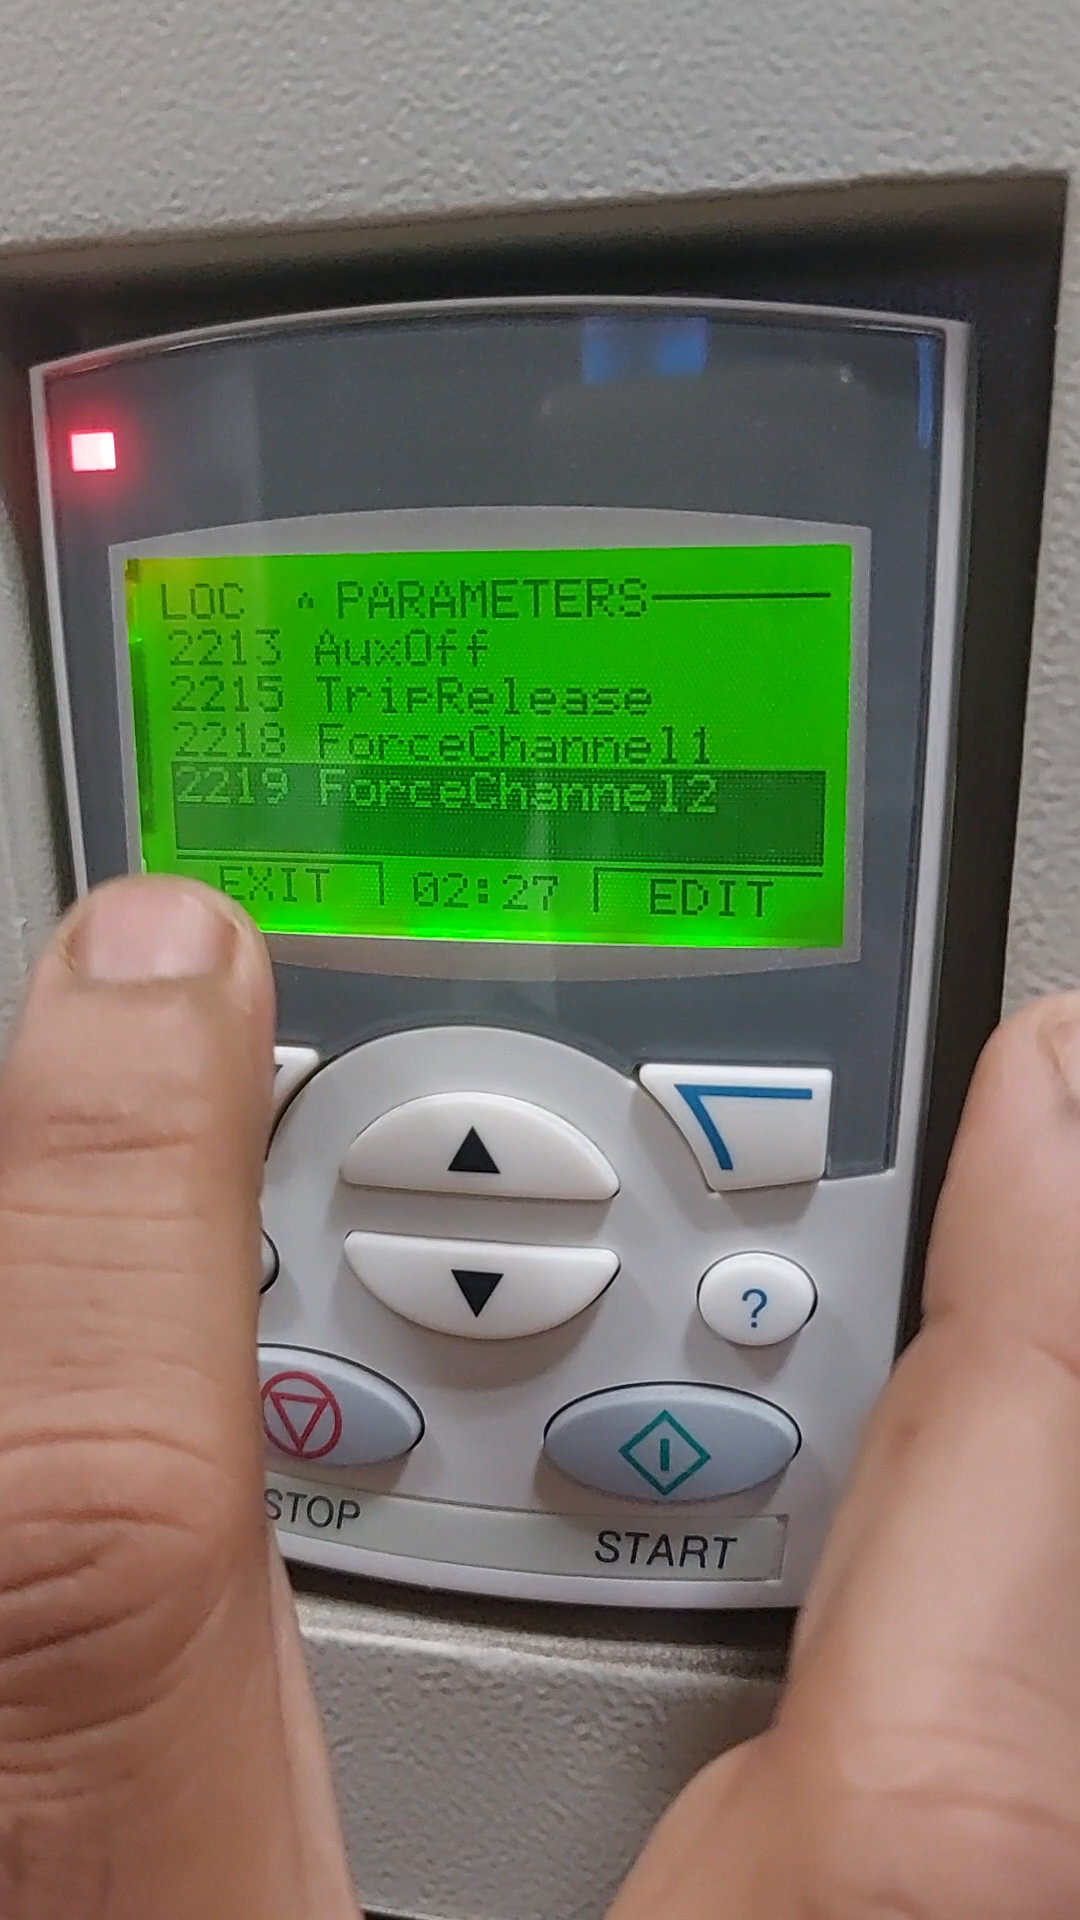 LOC PARAMETERS
2213 AuxOff
2215 TripRelease
2218 ForceChannel1
2219 ForceChannel2
EXIT 02:27 EDIT
?
STOP
START